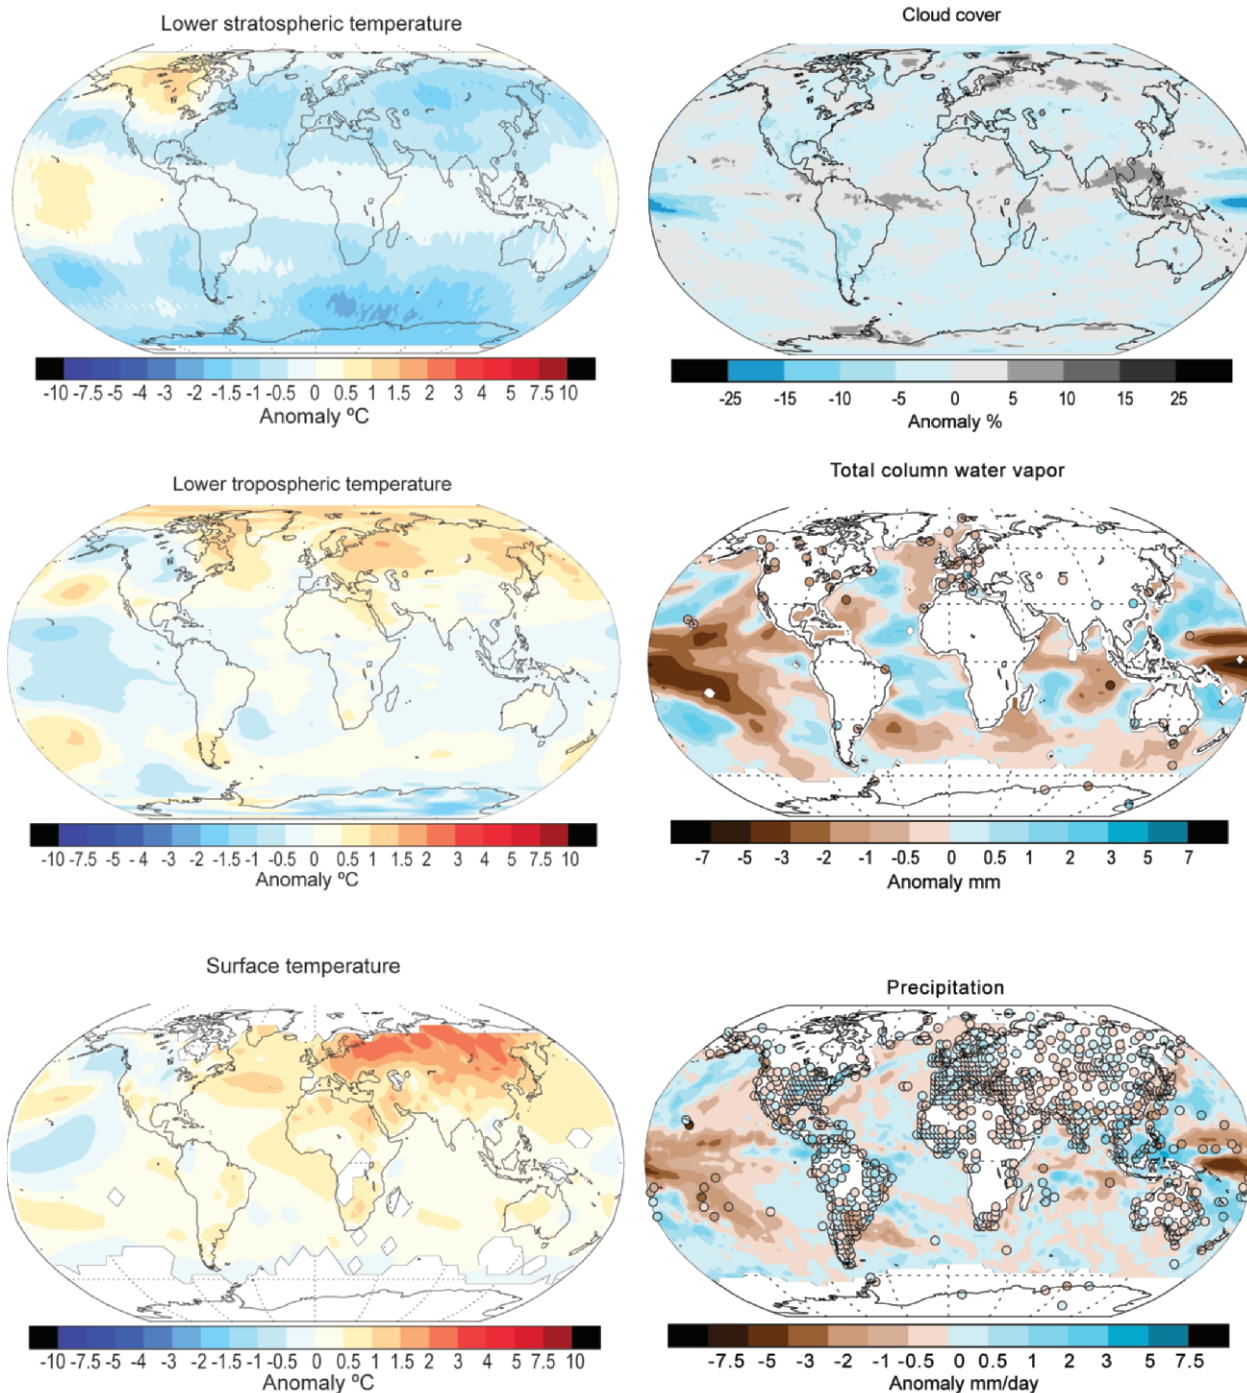 Lower stratospheric temperature
-10 -7.5 -5 -4 -3 -2 -1 -0.5 0 0.5 1 1.5 2 3 4 5 7.5 10
Anomaly ºC
Cloud cover
-25 -15 -10 -5 0 5 10 15 25
Anomaly %
Lower tropospheric temperature
-10 -7.5 -5 -4 -3 -2 -1 -0.5 0 0.5 1 1.5 2 3 4 5 7.5 10
Anomaly ºC
Total column water vapor
-7 -5 -3 -2 -1 -0.5 0 0.5 1 2 3 5 7
Anomaly mm
Surface temperature
-10 -7.5 -5 -4 -3 -2 -1 -0.5 0 0.5 1 1.5 2 3 4 5 7.5 10
Anomaly ºC
Precipitation
-7.5 -5 -3 -2 -1 -0.5 0 0.5 1 2 3 5 7.5
Anomaly mm/day